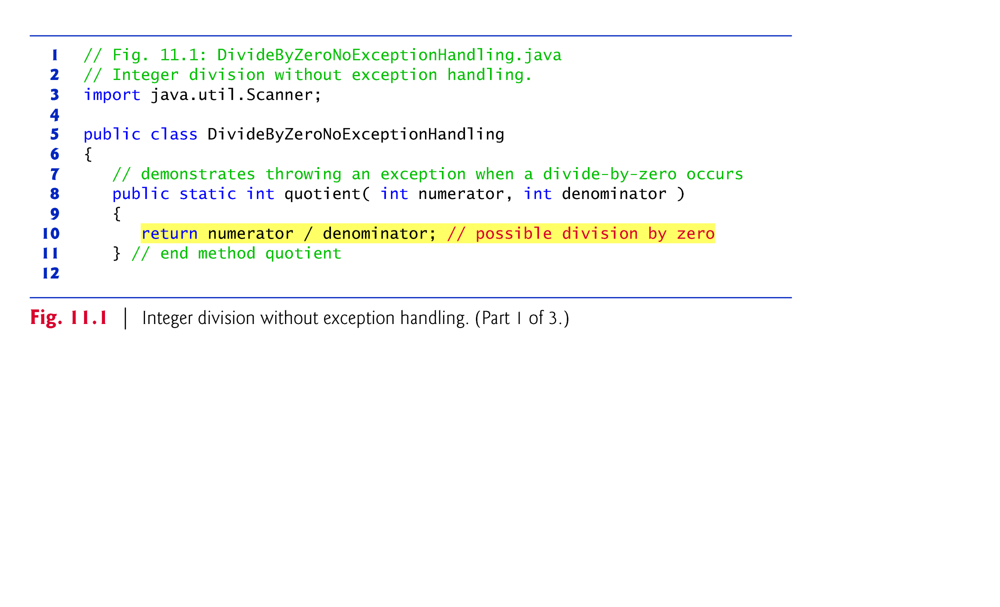 1 // Fig. 11.1: DivideByZeroNoExceptionHandling.java
2 // Integer division without exception handling.
3 import java.util.Scanner;
4
5 public class DivideByZeroNoExceptionHandling
6 {
7    // demonstrates throwing an exception when a divide-by-zero occurs
8    public static int quotient( int numerator, int denominator )
9    {
10       return numerator / denominator; // possible division by zero
11    } // end method quotient
12
Fig. 11.1 | Integer division without exception handling. (Part 1 of 3.)